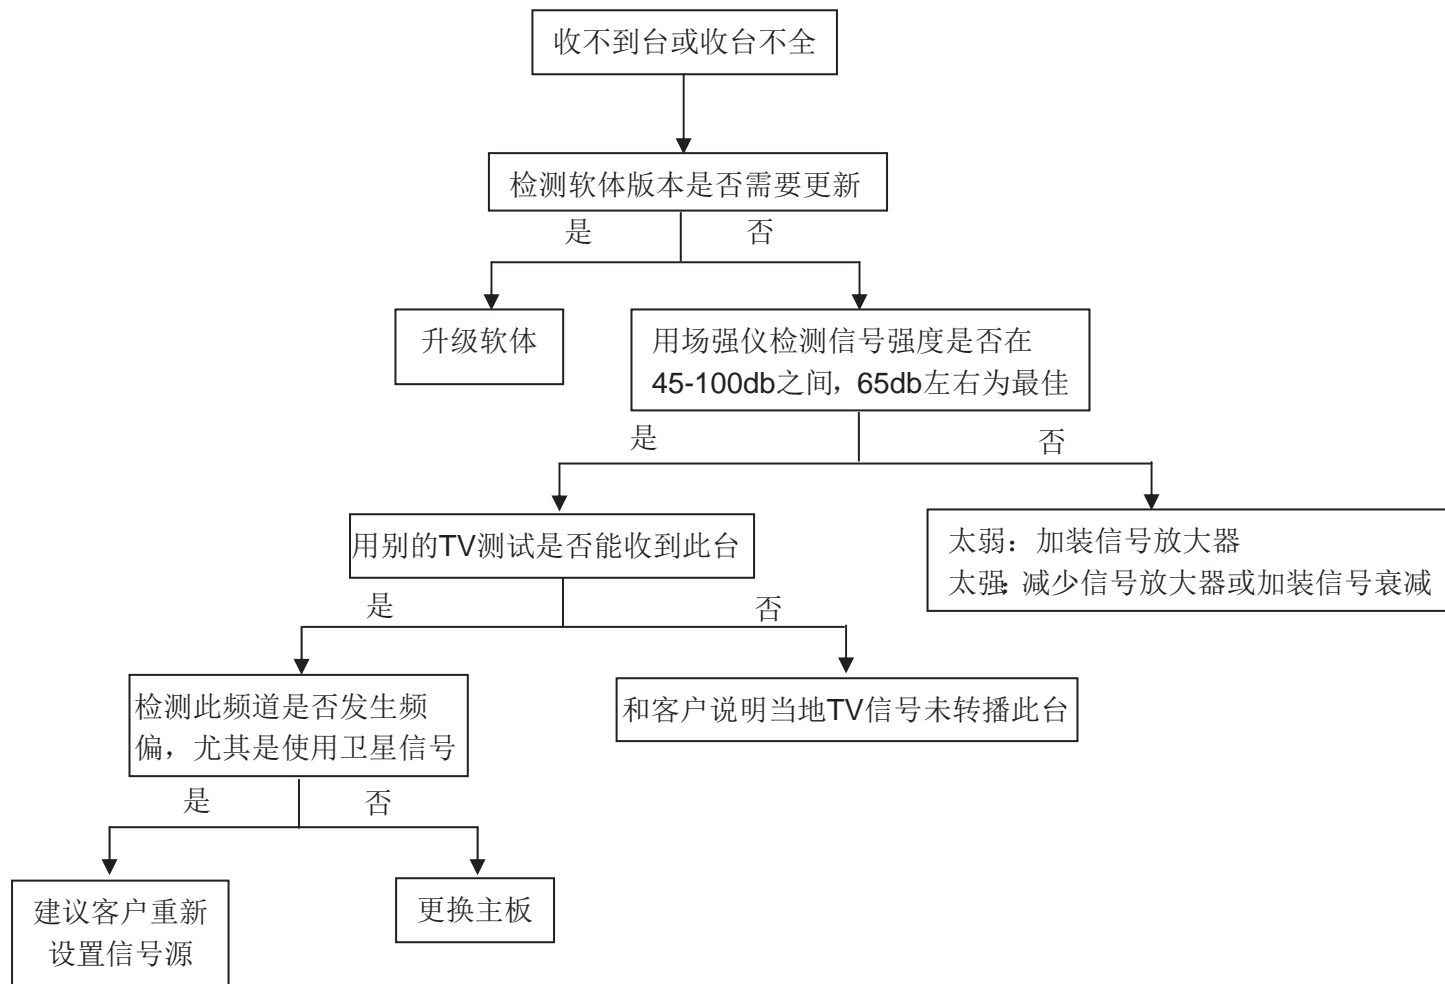 收不到台或收台不全
检测软体版本是否需要更新
是
否
升级软体
用场强仪检测信号强度是否在
45-100db之间，65db左右为最佳
是
否
用别的TV测试是否能收到此台
太弱：加装信号放大器
太强：减少信号放大器或加装信号衰减
是
否
检测此频道是否发生频
偏，尤其是使用卫星信号
和客户说明当地TV信号未转播此台
是
否
建议客户重新
设置信号源
更换主板